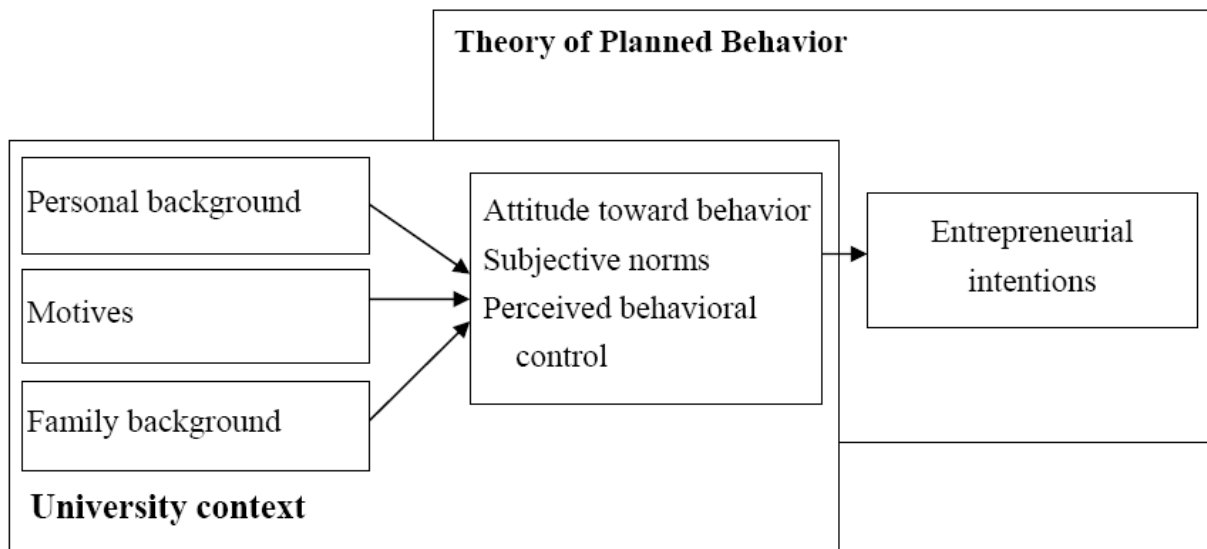 Theory of Planned Behavior
Personal background
Motives
Family background
University context
Attitude toward behavior
Subjective norms
Perceived behavioral
control
Entrepreneurial
intentions